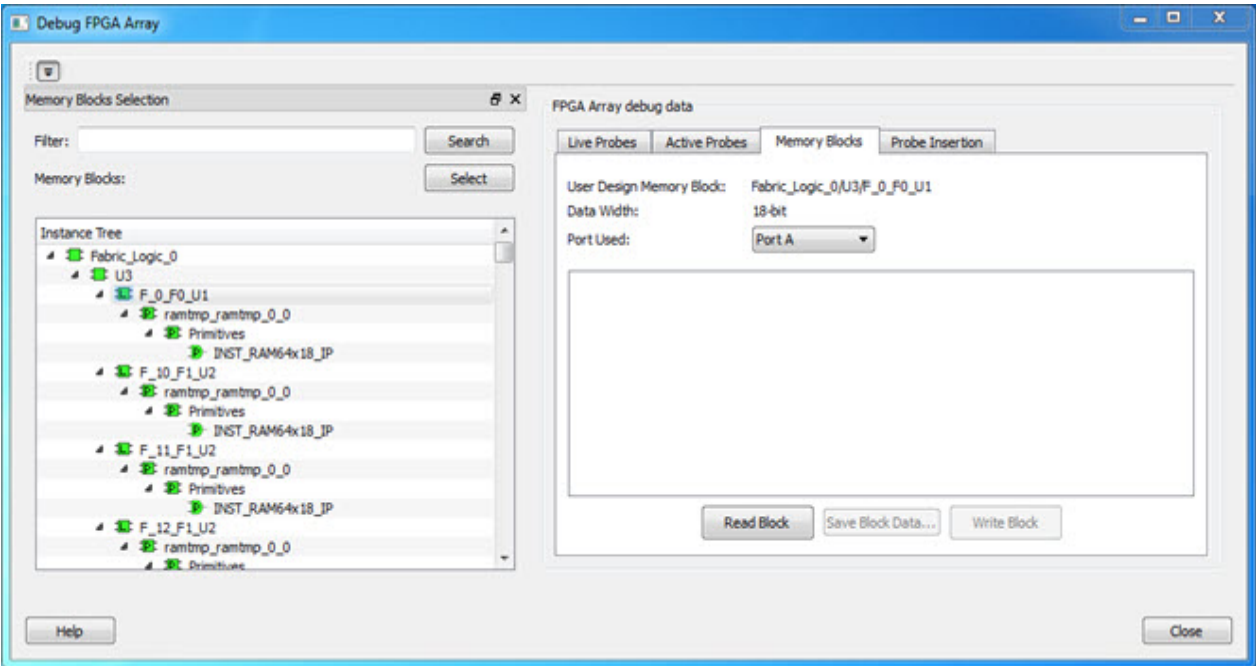 Debug FPGA Array
Memory Blocks Selection
Filter:
Search
Memory Blocks:
Select
Instance Tree
Fabric_Logic_0
U3
F_0_F0_U1
ramtmp_ramtmp_0_0
Primitives
INST_RAM64x18_IP
F_10_F1_U2
ramtmp_ramtmp_0_0
Primitives
INST_RAM64x18_IP
F_11_F1_U2
ramtmp_ramtmp_0_0
Primitives
INST_RAM64x18_IP
F_12_F1_U2
ramtmp_ramtmp_0_0
Primitives
FPGA Array debug data
Live Probes Active Probes Memory Blocks Probe Insertion
User Design Memory Block: Fabric_Logic_0/U3/F_0_F0_U1
Data Width: 18-bit
Port Used: Port A
Read Block Save Block Data... Write Block
Help Close